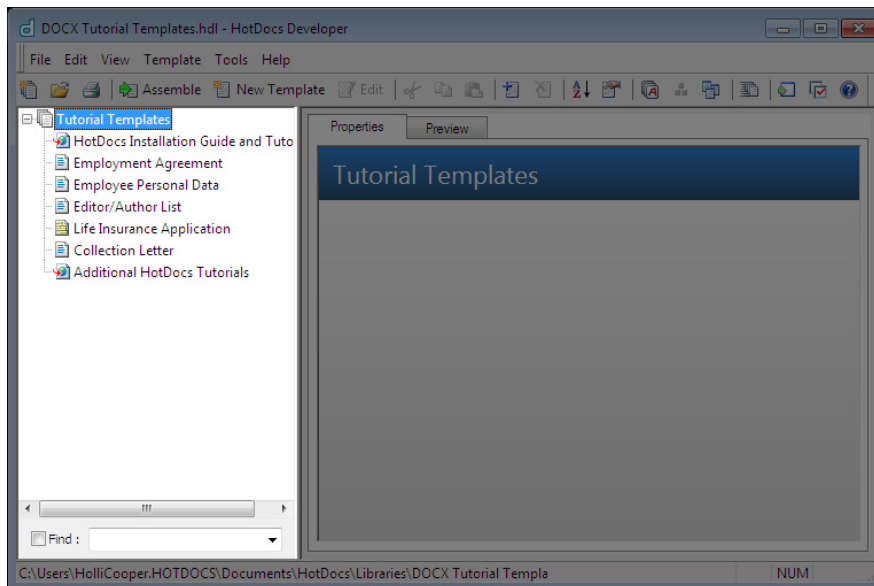 DOCX Tutorial Templates.hdl - HotDocs Developer
File Edit View Template Tools Help
Assemble New Template Edit
Tutorial Templates
HotDocs Installation Guide and Tuto
Employment Agreement
Employee Personal Data
Editor/Author List
Life Insurance Application
Collection Letter
Additional HotDocs Tutorials
Find :
Properties Preview
Tutorial Templates
C:\Users\HolliCooper.HOTDOCS\Documents\HotDocs\Libraries\DOCX Tutorial Templa NUM